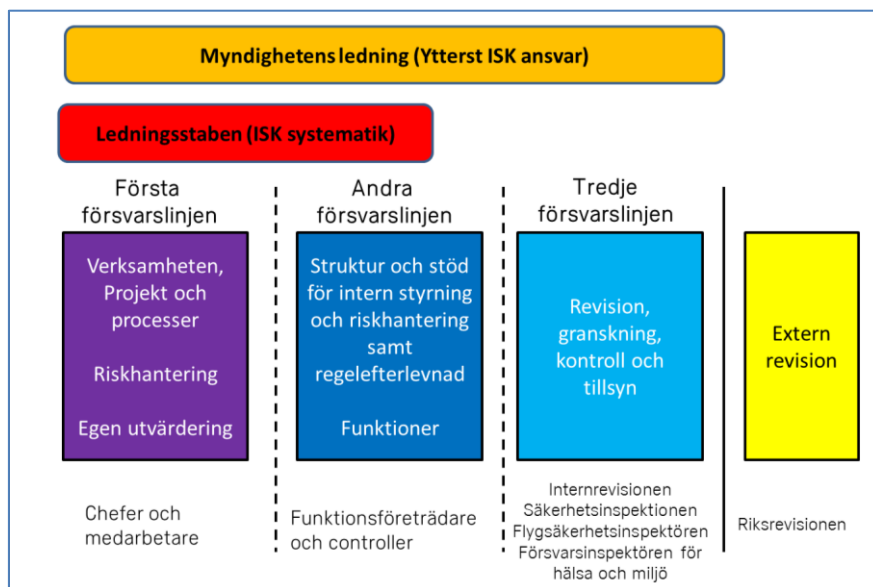 Myndighetens ledning (Ytterst ISK ansvar)
Ledningsstaben (ISK systematik)
Första
försvarslinjen
Andra
försvarslinjen
Tredje
försvarslinjen
Verksamheten,
Projekt och
processer
Riskhantering
Egen utvärdering
Struktur och stöd
för intern styrning
och riskhantering
samt
regelefterlevnad
Funktioner
Revision,
granskning,
kontroll och
tillsyn
Extern
revision
Chefer och
medarbetare
Funktionsföreträdare
och controller
Internrevisionen
Säkerhetsinspektionen
Flygsäkerhetsinspektören
Försvarsinspektören för
hälsa och miljö
Riksrevisionen